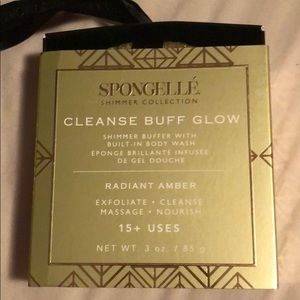 SPONGELLÉ
SHIMMER COLLECTION
CLEANSE BUFF GLOW
SHIMMER BUFFER WITH
BUILT-IN BODY WASH
ÉPONGE BRILLANTE INFUSÉE
DE GEL DOUCHE
RADIANT AMBER
EXFOLIATE • CLEANSE
MASSAGE • NOURISH
15+ USES
NET WT. 3 oz. / 85 g